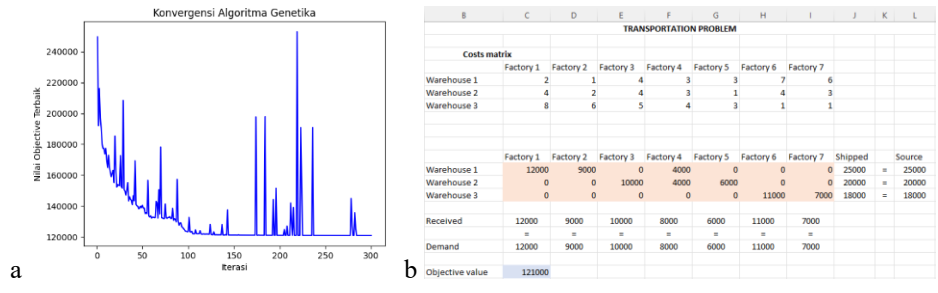 Konvergensi Algoritma Genetika
Nilai Objective Terbaik
240000
220000
200000
180000
160000
140000
120000
0 50 100 150 200 250 300
Iterasi
a
B C D E F G H I J K L
TRANSPORTATION PROBLEM
Costs matrix
Factory 1 Factory 2 Factory 3 Factory 4 Factory 5 Factory 6 Factory 7
Warehouse 1 2 1 4 3 3 7 6
Warehouse 2 4 2 4 3 1 4 3
Warehouse 3 8 6 5 4 3 1 1
Factory 1 Factory 2 Factory 3 Factory 4 Factory 5 Factory 6 Factory 7 Shipped Source
Warehouse 1 12000 9000 0 4000 0 0 0 25000 = 25000
Warehouse 2 0 0 10000 4000 6000 0 0 20000 = 20000
Warehouse 3 0 0 0 0 0 11000 7000 18000 = 18000
Received 12000 9000 10000 8000 6000 11000 7000
= = = = = = =
Demand 12000 9000 10000 8000 6000 11000 7000
Objective value 121000
b